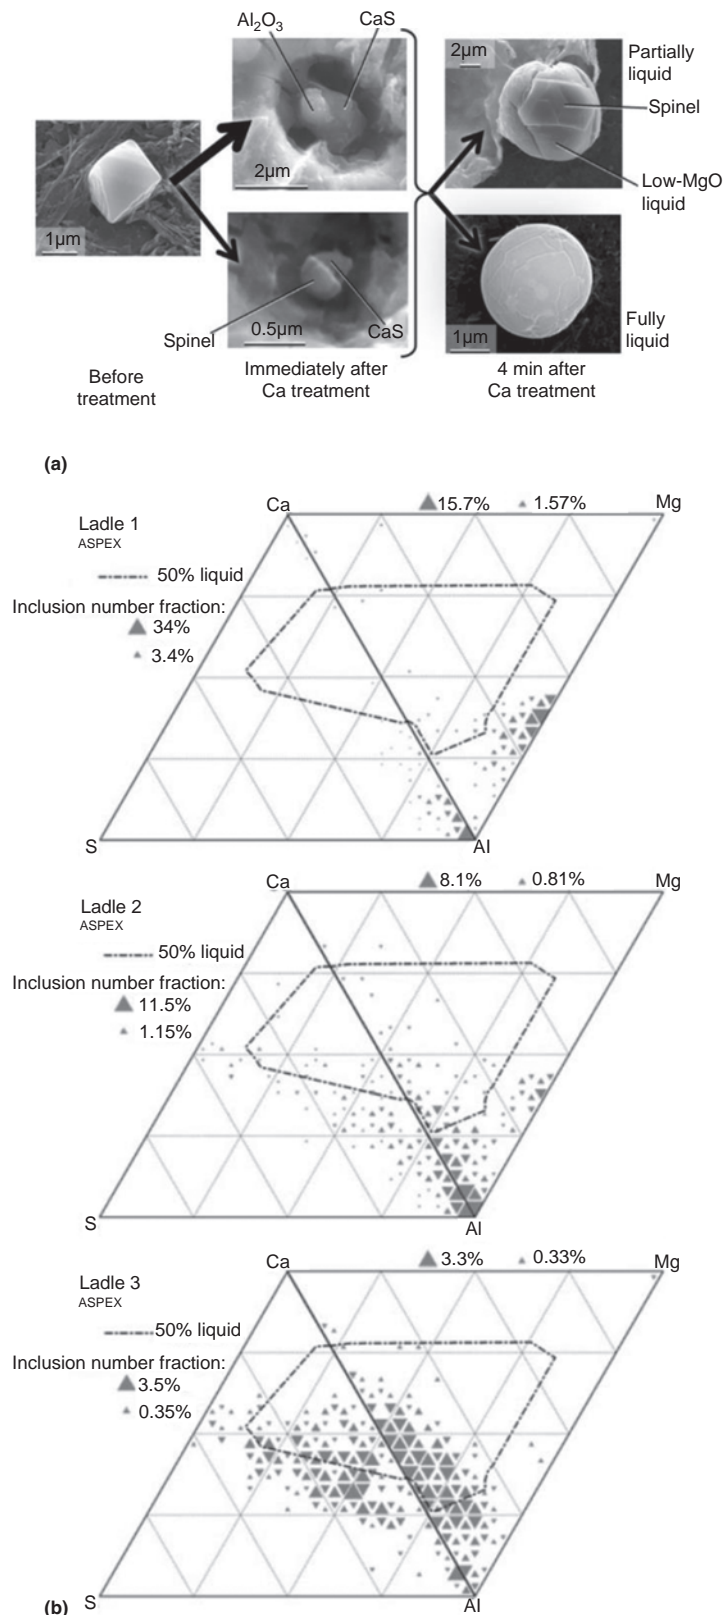 Al₂O₃ CaS
2µm
Partially
liquid
Spinel
2µm
Low-MgO
liquid
1µm
Spinel
0.5µm
CaS
1µm
Fully
liquid
Before
treatment
Immediately after
Ca treatment
4 min after
Ca treatment
(a)
Ca 15.7% 1.57% Mg
Ladle 1
ASPEX
50% liquid
Inclusion number fraction:
34%
3.4%
S Al
Ca 8.1% 0.81% Mg
Ladle 2
ASPEX
50% liquid
Inclusion number fraction:
11.5%
1.15%
S Al
Ca 3.3% 0.33% Mg
Ladle 3
ASPEX
50% liquid
Inclusion number fraction:
3.5%
0.35%
S Al
(b)